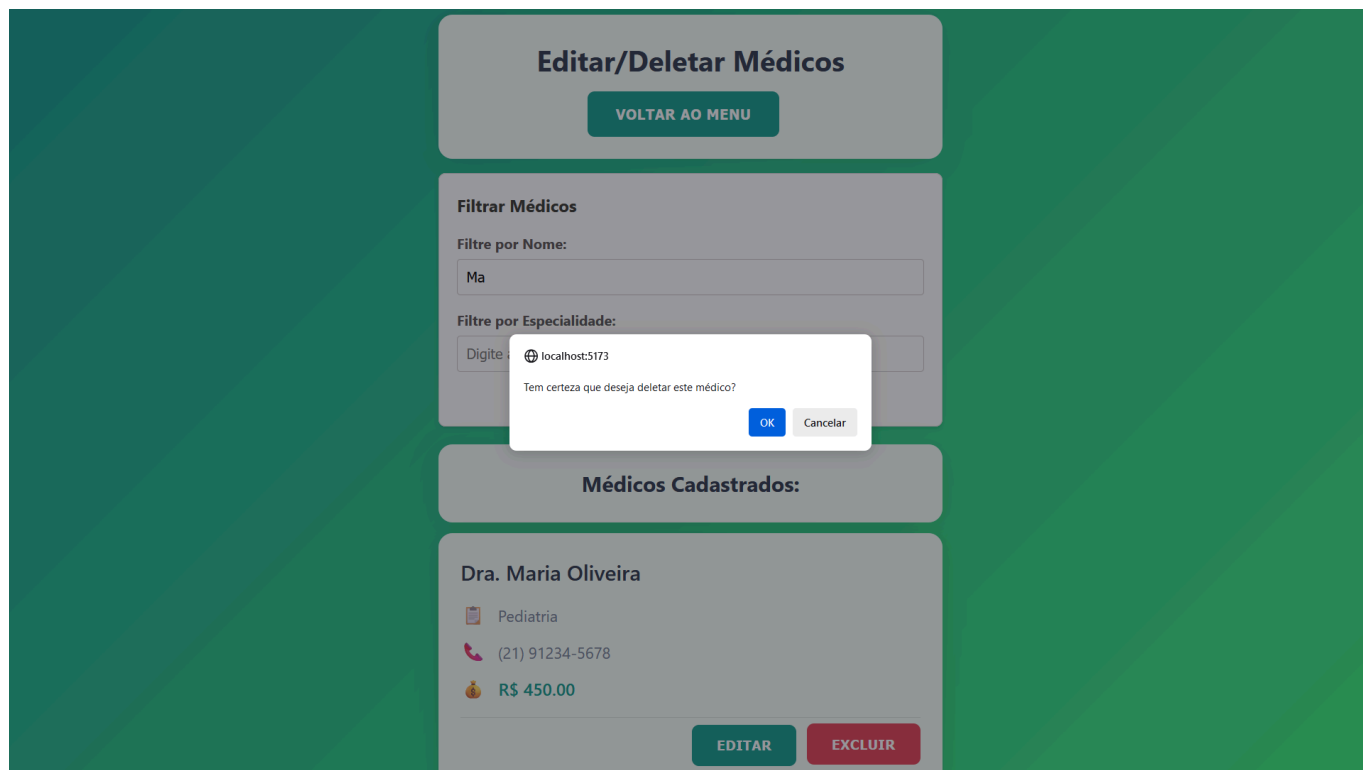 Editar/Deletar Médicos
VOLTAR AO MENU
Filtrar Médicos
Filtre por Nome:
Ma
Filtre por Especialidade:
Digite
localhost:5173
Tem certeza que deseja deletar este médico?
OK Cancelar
Médicos Cadastrados:
Dra. Maria Oliveira
Pediatria
(21) 91234-5678
R$ 450.00
EDITAR EXCLUIR